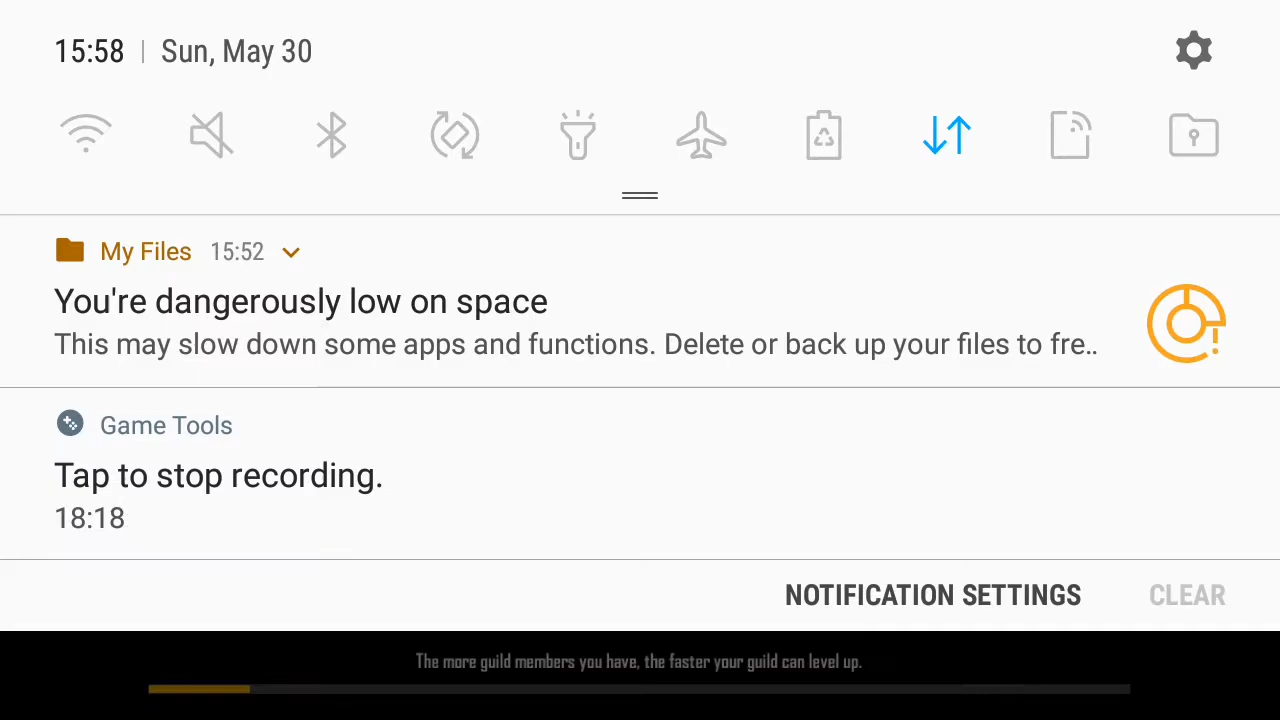 15:58 | Sun, May 30
My Files 15:52
You're dangerously low on space
This may slow down some apps and functions. Delete or back up your files to fre..
Game Tools
Tap to stop recording.
18:18
NOTIFICATION SETTINGS CLEAR
The more guild members you have, the faster your guild can level up.